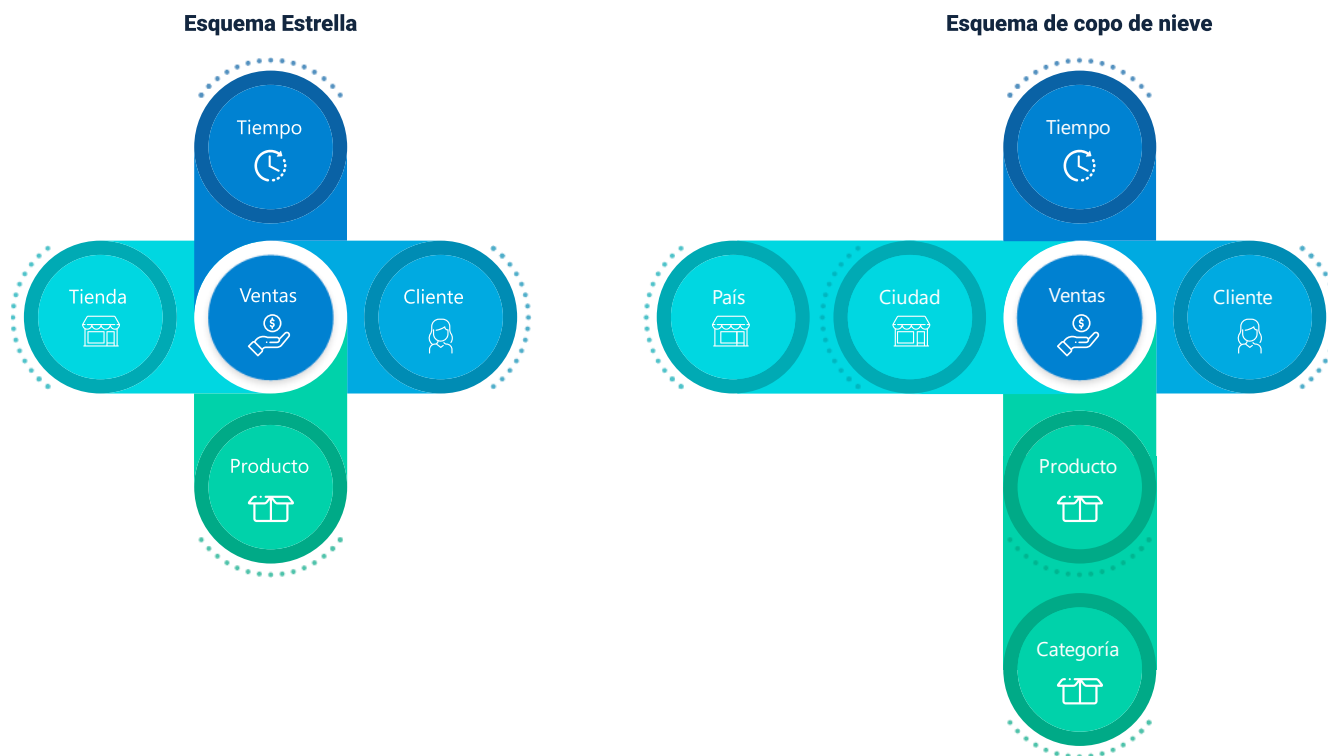 Esquema Estrella
Tiempo
Tienda
Ventas
$
Cliente
Producto
Esquema de copo de nieve
Tiempo
País
Ciudad
Ventas
$
Cliente
Producto
Categoría